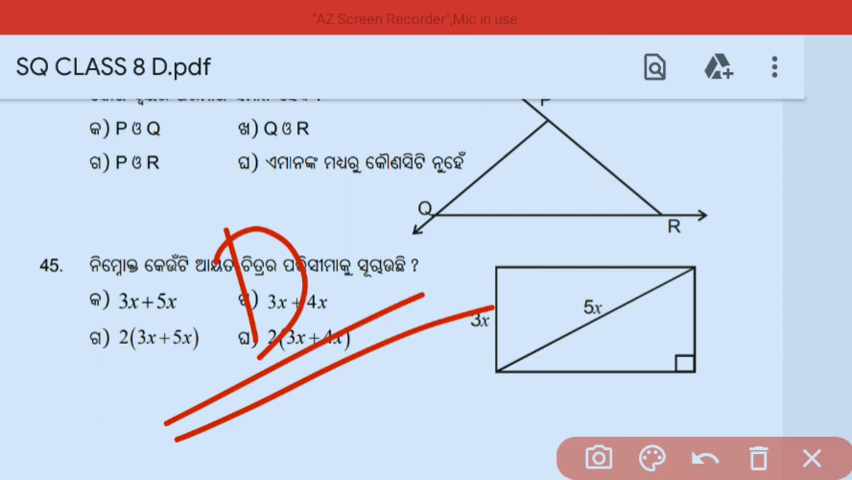 "AZ Screen Recorder",Mic in use
SQ CLASS 8 D.pdf
P
କ) P ଓ Q
ଖ) Q ଓ R
ଗ) P ଓ R
ଘ) ଏମାନଙ୍କ ମଧ୍ୟରୁ କୌଣସିଟି ନୁହେଁ
Q
R
45. ନିମ୍ନୋକ୍ତ କେଉଁଟି ଆୟତ ଚିତ୍ରର ପରିସୀମାକୁ ସୂଚାଉଛି ?
କ) 3x+5x
ଖ) 3x+4x
ଗ) 2(3x+5x)
ଘ) 2(3x+4x)
3x
5x
D